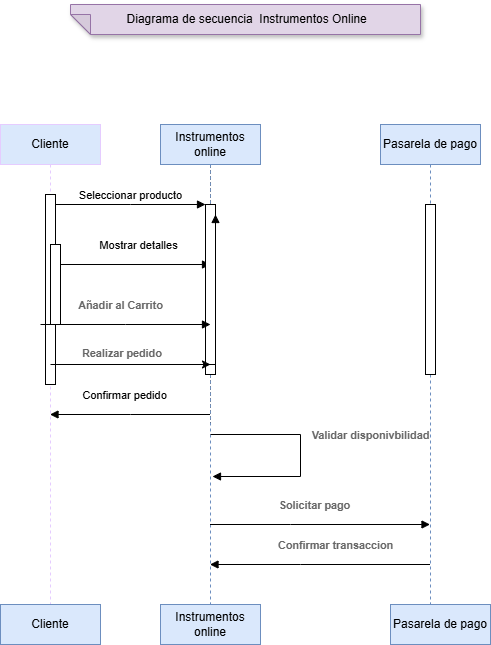 Diagrama de secuencia  Instrumentos Online
Cliente
Instrumentos
online
Pasarela de pago
Seleccionar producto
Mostrar detalles
Añadir al Carrito
Realizar pedido
Confirmar pedido
Validar disponivbilidad
Solicitar pago
Confirmar transaccion
Cliente
Instrumentos
online
Pasarela de pago